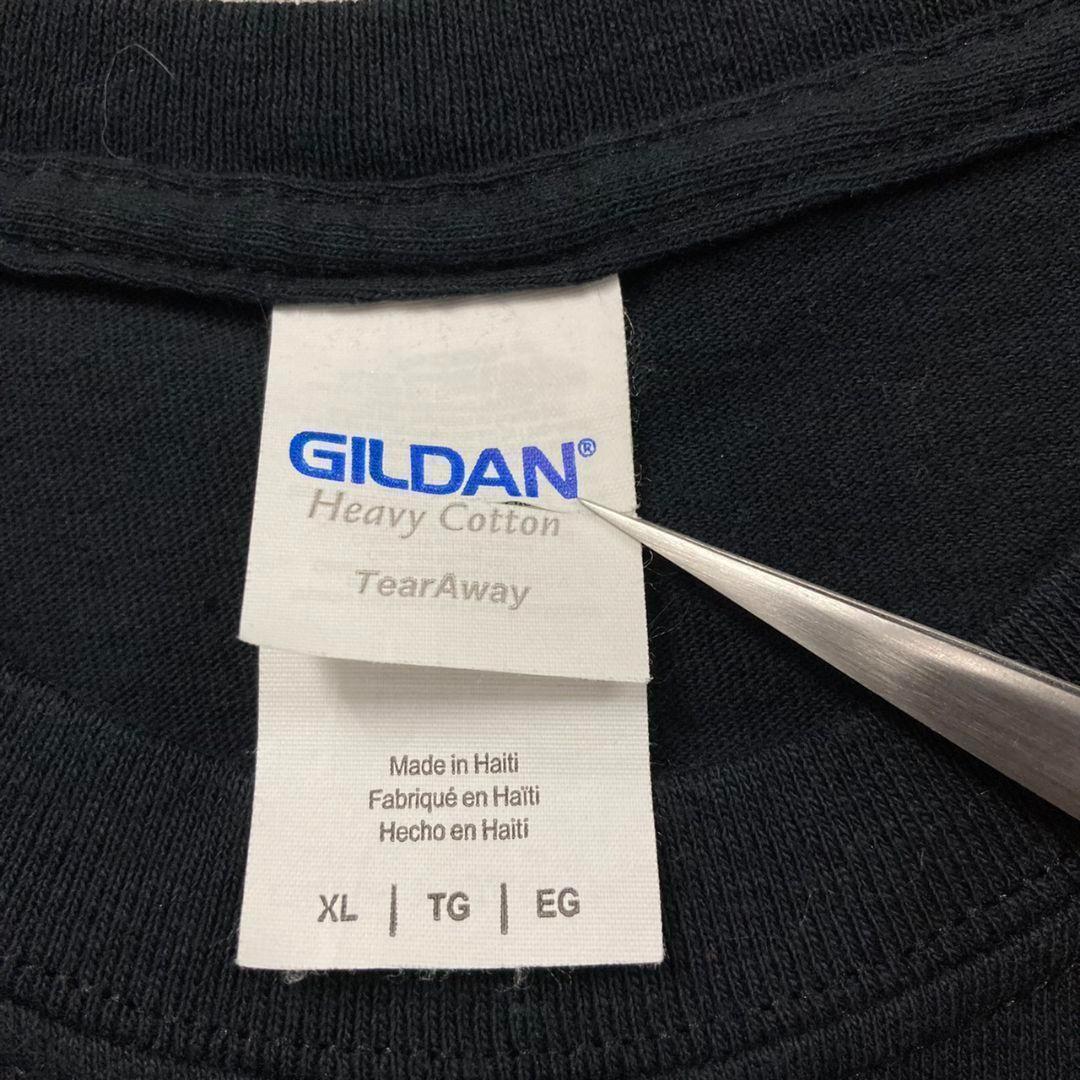 GILDAN®
Heavy Cotton
TearAway
Made in Haiti
Fabriqué en Haïti
Hecho en Haiti
XL | TG | EG